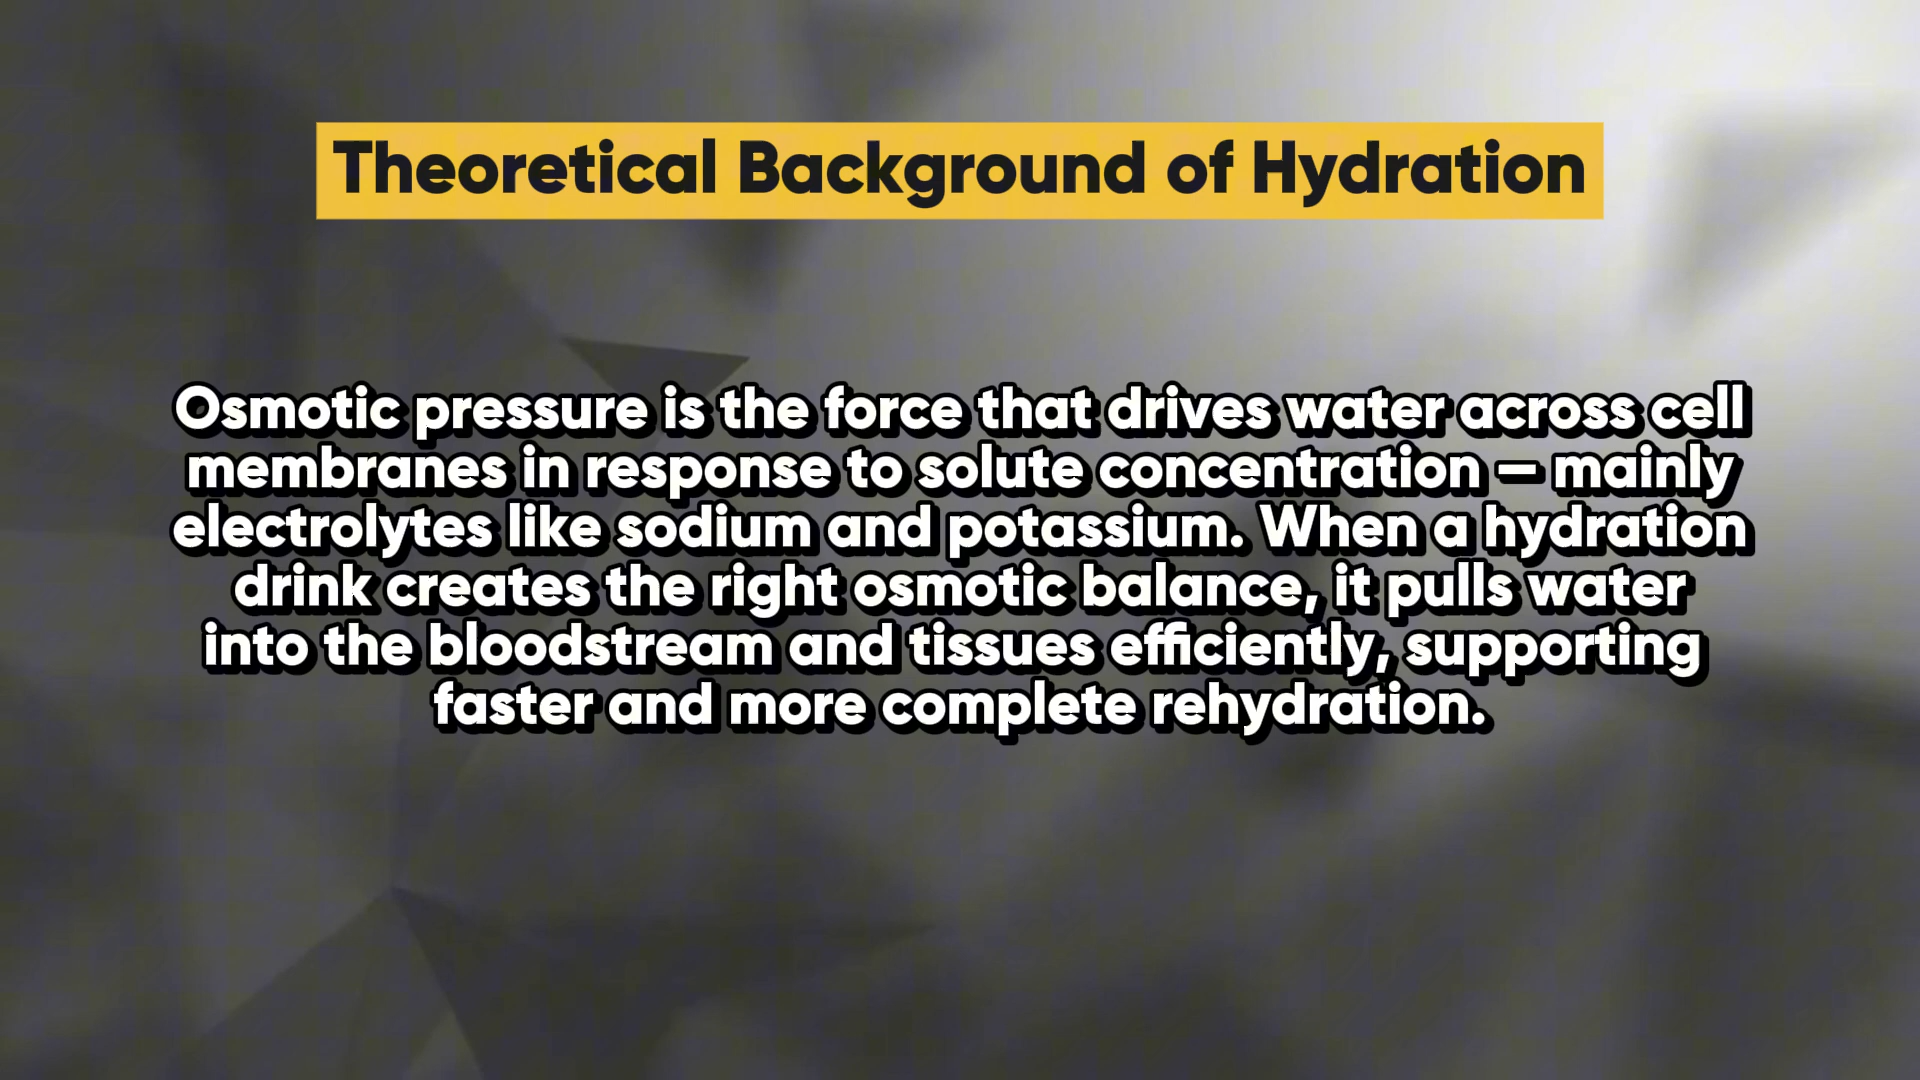 Theoretical Background of Hydration
Osmotic pressure is the force that drives water across cell
membranes in response to solute concentration — mainly
electrolytes like sodium and potassium. When a hydration
drink creates the right osmotic balance, it pulls water
into the bloodstream and tissues efficiently, supporting
faster and more complete rehydration.